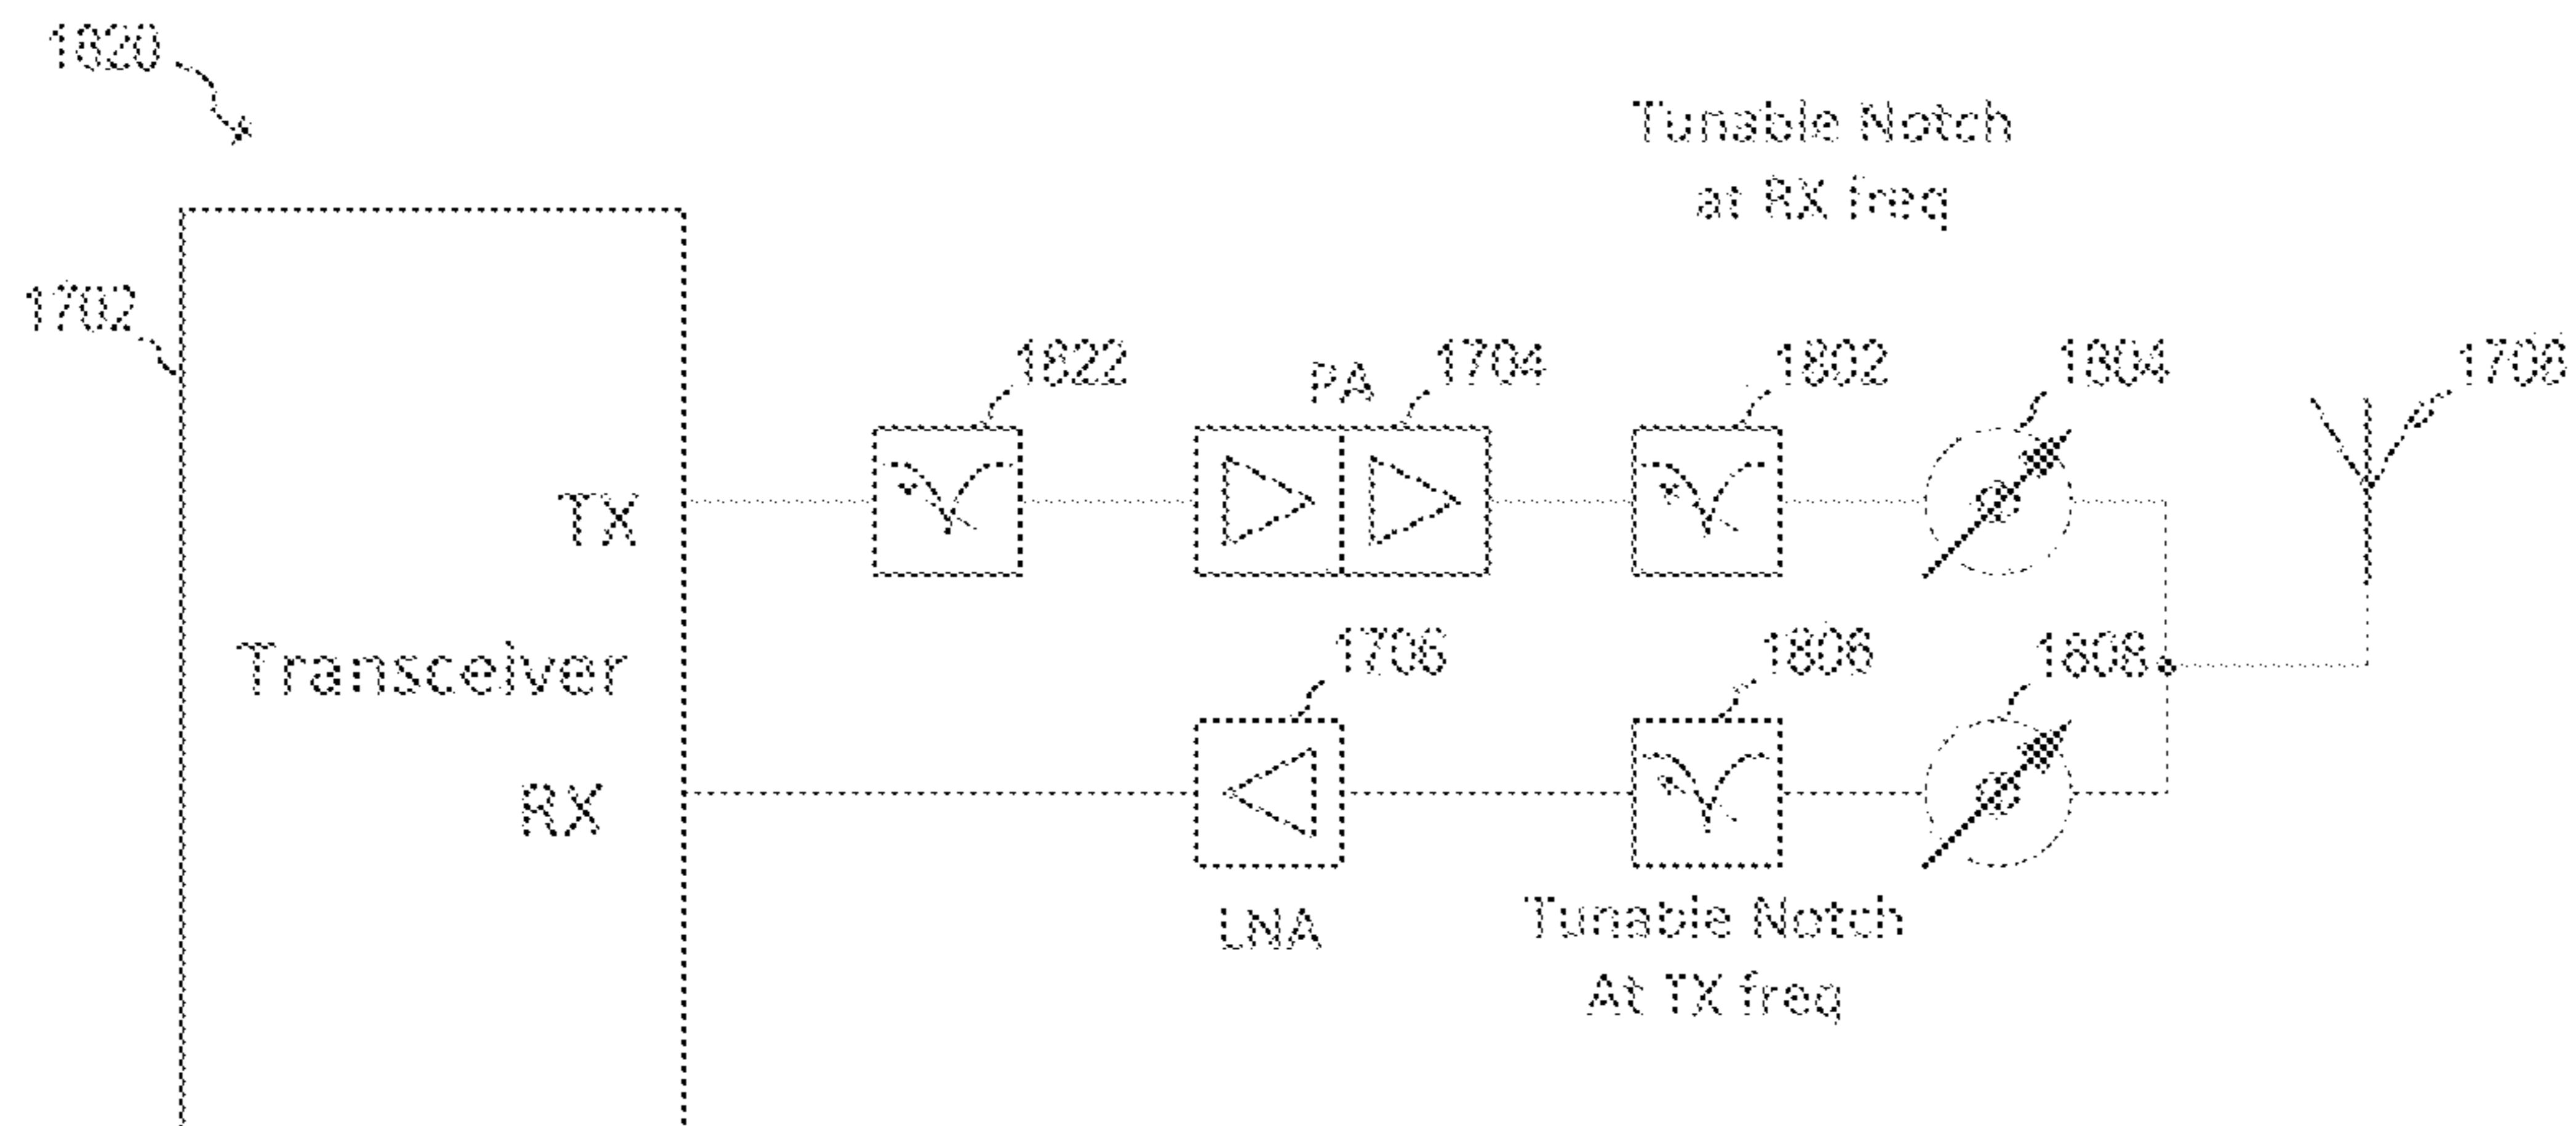 1820
Tunable Notch
at RX freq
1702
1822
PA
1704
1802
1804
1708
TX
Transceiver
1706
1806
1808
RX
LNA
Tunable Notch
At TX freq